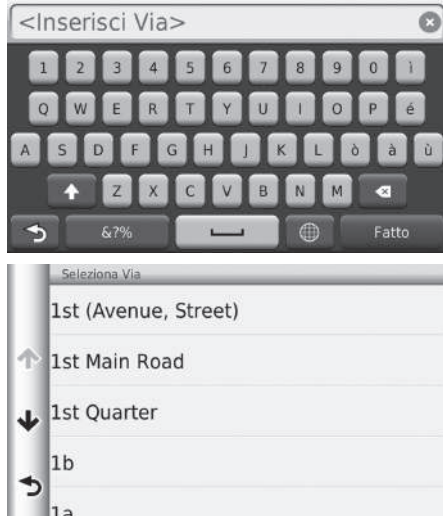 <Inserisci Via>
1 2 3 4 5 6 7 8 9 0 ì
Q W E R T Y U I O P é
A S D F G H J K L ò à ù
Z X C V B N M
&?% Fatto
Seleziona Via
1st (Avenue, Street)
1st Main Road
1st Quarter
1b
1a